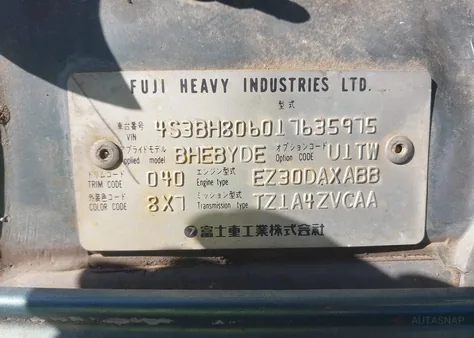 FUJI HEAVY INDUSTRIES LTD.
型式
車台番号 VIN 4S3BH806017635975
アプライドモデル Applied model BHEBYDE オプションコード Option CODE U1TW
トリムコード TRIM CODE 040 エンジン型式 Engine type EZ30DAXABB
外装色コード COLOR CODE 8X7 ミッション型式 Transmission type TZ1A4ZVCAA
富士重工業株式会社
AUTASNAP